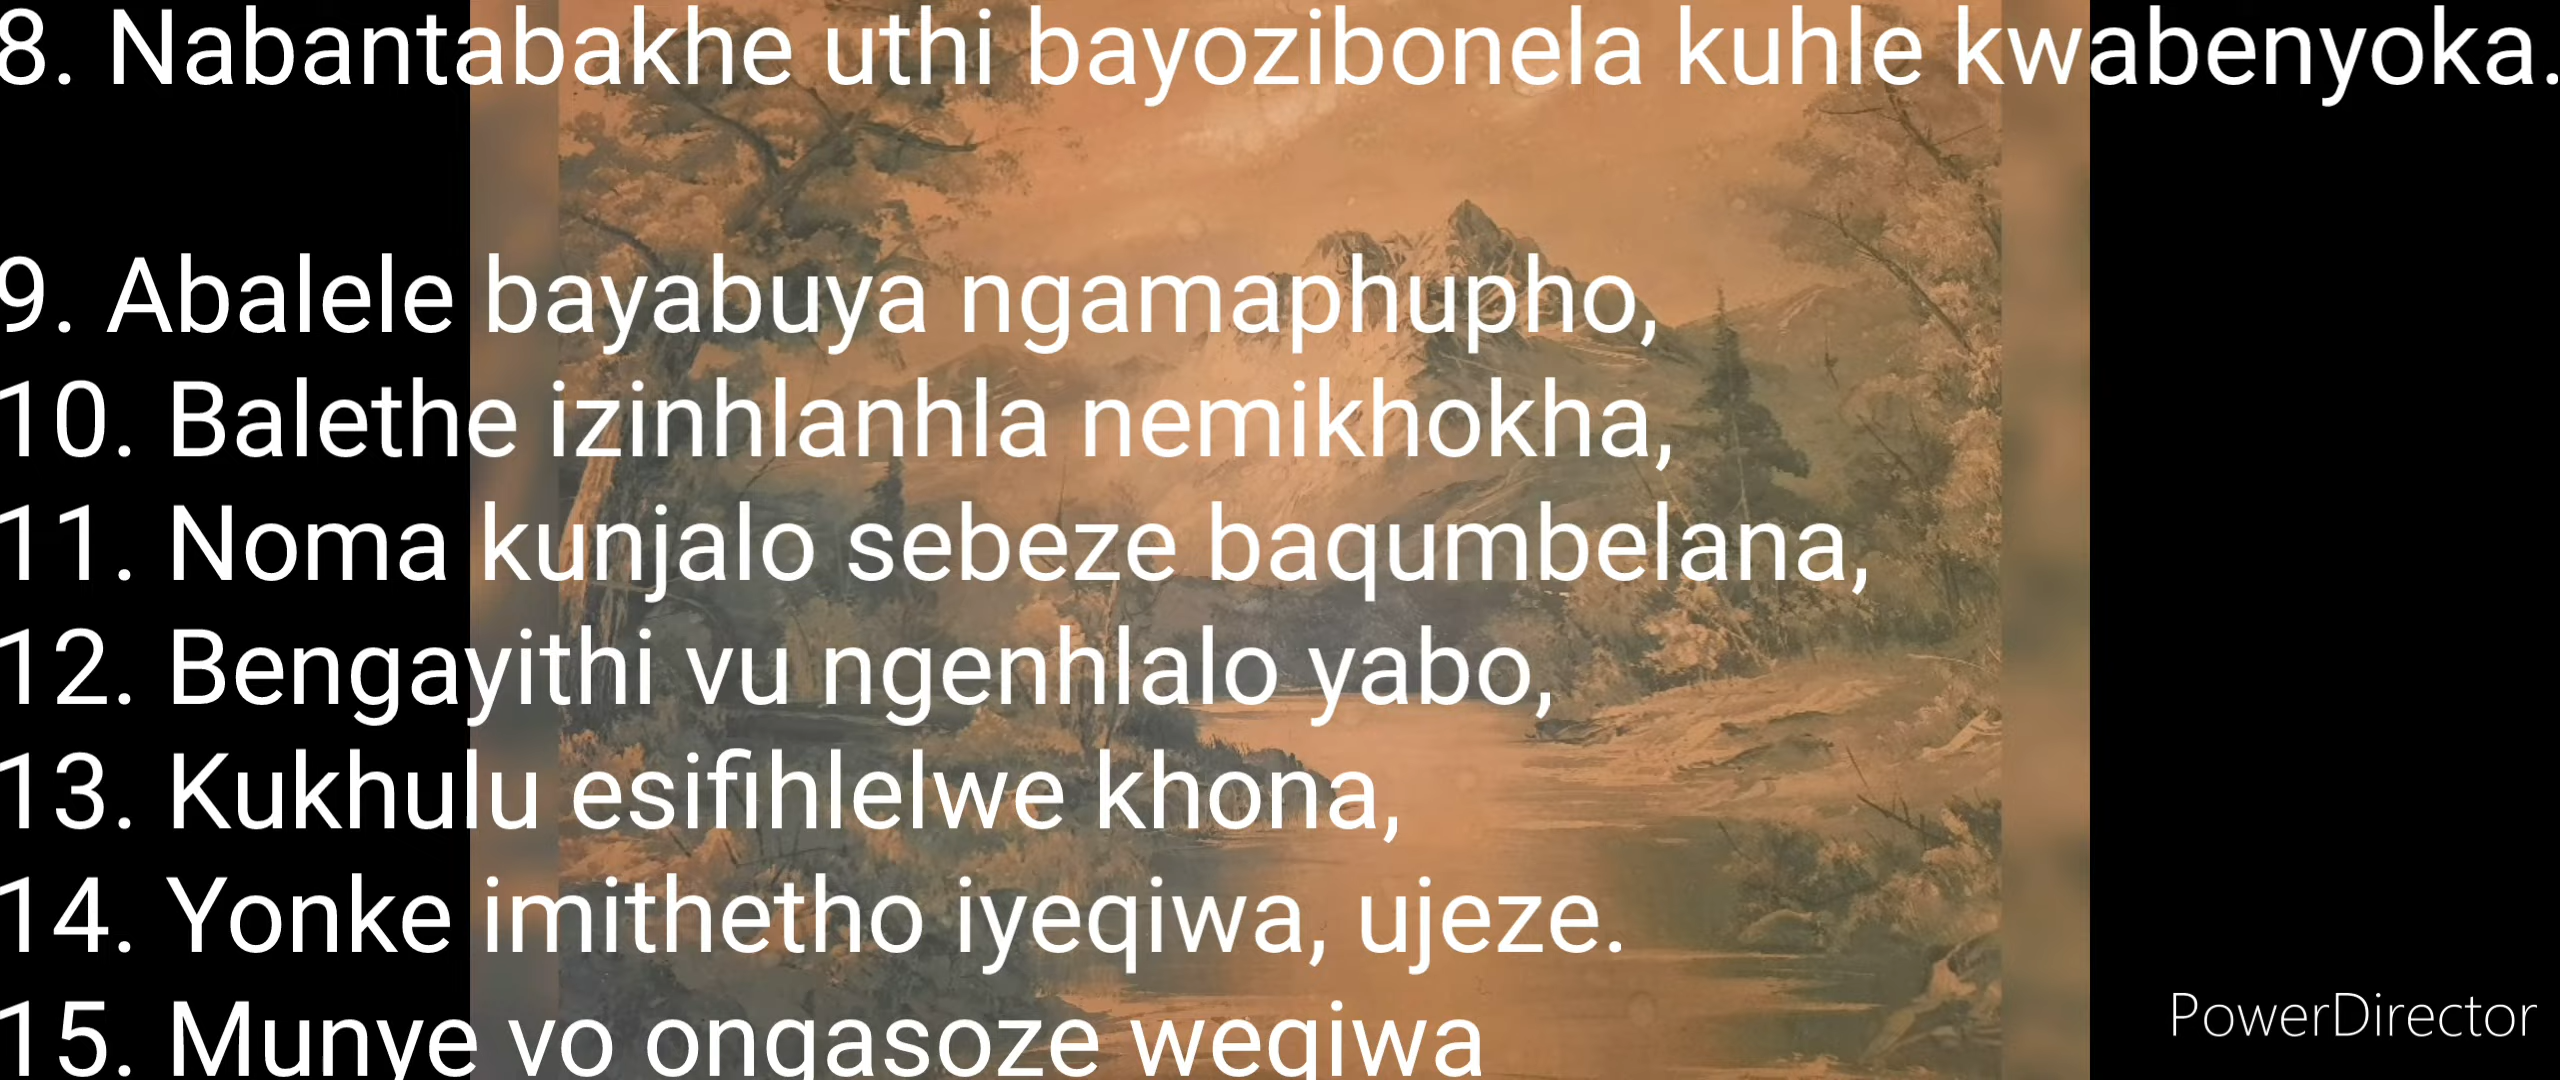 8. Nabantabakhe uthi bayozibonela kuhle kwabenyoka.
9. Abalele bayabuya ngamaphupho,
10. Balethe izinhlanhla nemikhokha,
11. Noma kunjalo sebeze baqumbelana,
12. Bengayithi vu ngenhlalo yabo,
13. Kukhulu esifihlelwe khona,
14. Yonke imithetho iyeqiwa, ujeze.
15. Munye vo ongasoze weqiwa
PowerDirector